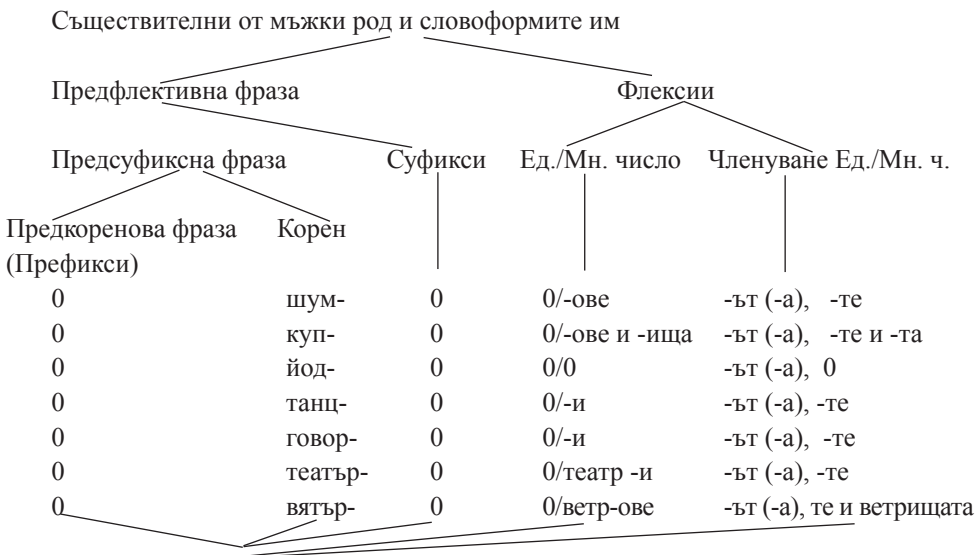 Съществителни от мъжки род и словоформите им
Предфлективна фраза Флексии
Предсуфиксна фраза Суфикси Ед./Мн. число Членуване Ед./Мн. ч.
Предкоренова фраза Корен
(Префикси)
0 шум- 0 0/-ове -ът (-а), -те
0 куп- 0 0/-ове и -ища -ът (-а), -те и -та
0 йод- 0 0/0 -ът (-а), 0
0 танц- 0 0/-и -ът (-а), -те
0 говор- 0 0/-и -ът (-а), -те
0 театър- 0 0/театр -и -ът (-а), -те
0 вятър- 0 0/ветр-ове -ът (-а), те и ветрищата